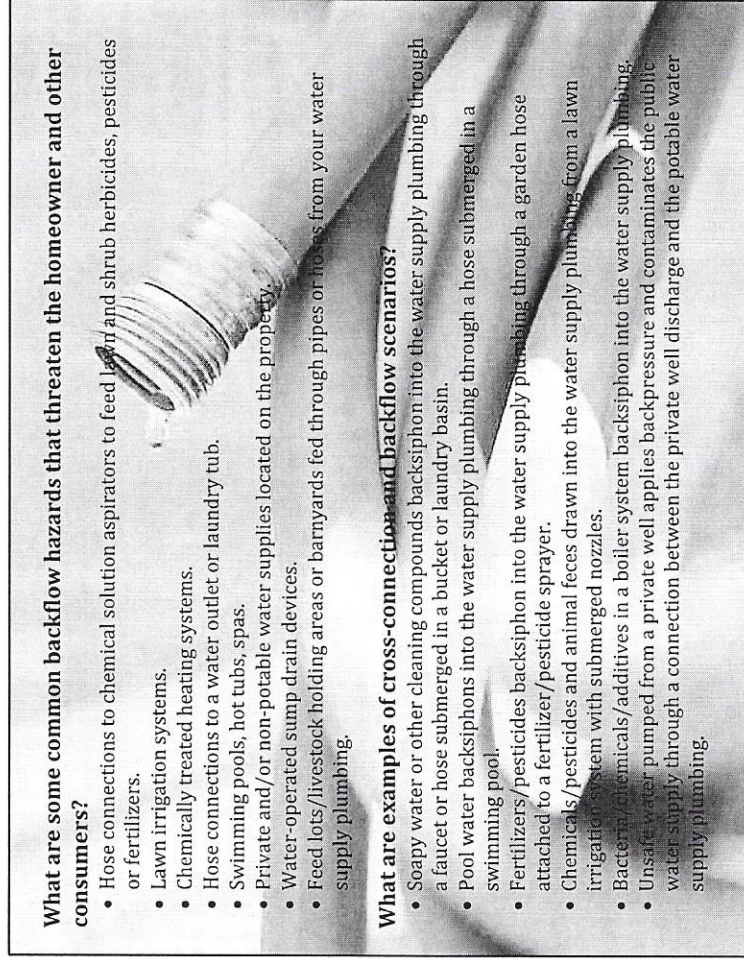 What are some common backflow hazards that threaten the homeowner and other
consumers?
• Hose connections to chemical solution aspirators to feed lawn and shrub herbicides, pesticides
or fertilizers.
• Lawn irrigation systems.
• Chemically treated heating systems.
• Hose connections to a water outlet or laundry tub.
• Swimming pools, hot tubs, spas.
• Private and/or non-potable water supplies located on the property.
• Water-operated sump drain devices.
• Feed lots/livestock holding areas or barnyards fed through pipes or hoses from your water
supply plumbing.
What are examples of cross-connection and backflow scenarios?
• Soapy water or other cleaning compounds backsiphon into the water supply plumbing through
a faucet or hose submerged in a bucket or laundry basin.
• Pool water backsiphons into the water supply plumbing through a hose submerged in a
swimming pool.
• Fertilizers/pesticides backsiphon into the water supply plumbing through a garden hose
attached to a fertilizer/pesticide sprayer.
• Chemicals/pesticides and animal feces drawn into the water supply plumbing from a lawn
irrigation system with submerged nozzles.
• Bacteria/chemicals/additives in a boiler system backsiphon into the water supply plumbing.
• Unsafe water pumped from a private well applies backpressure and contaminates the public
water supply through a connection between the private well discharge and the potable water
supply plumbing.